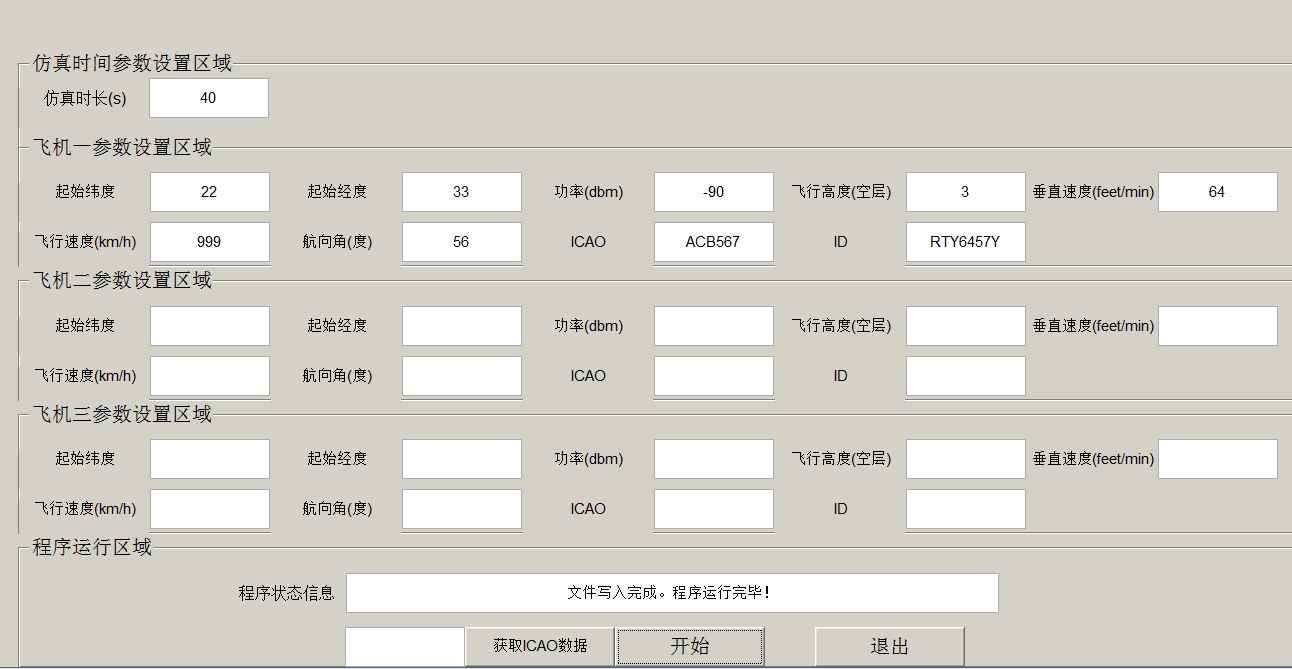 仿真时间参数设置区域
仿真时长(s) 40
飞机一参数设置区域
起始纬度 22 起始经度 33 功率(dbm) -90 飞行高度(空层) 3 垂直速度(feet/min) 64
飞行速度(km/h) 999 航向角(度) 56 ICAO ACB567 ID RTY6457Y
飞机二参数设置区域
起始纬度 起始经度 功率(dbm) 飞行高度(空层) 垂直速度(feet/min)
飞行速度(km/h) 航向角(度) ICAO ID
飞机三参数设置区域
起始纬度 起始经度 功率(dbm) 飞行高度(空层) 垂直速度(feet/min)
飞行速度(km/h) 航向角(度) ICAO ID
程序运行区域
程序状态信息 文件写入完成。程序运行完毕!
获取ICAO数据 开始 退出